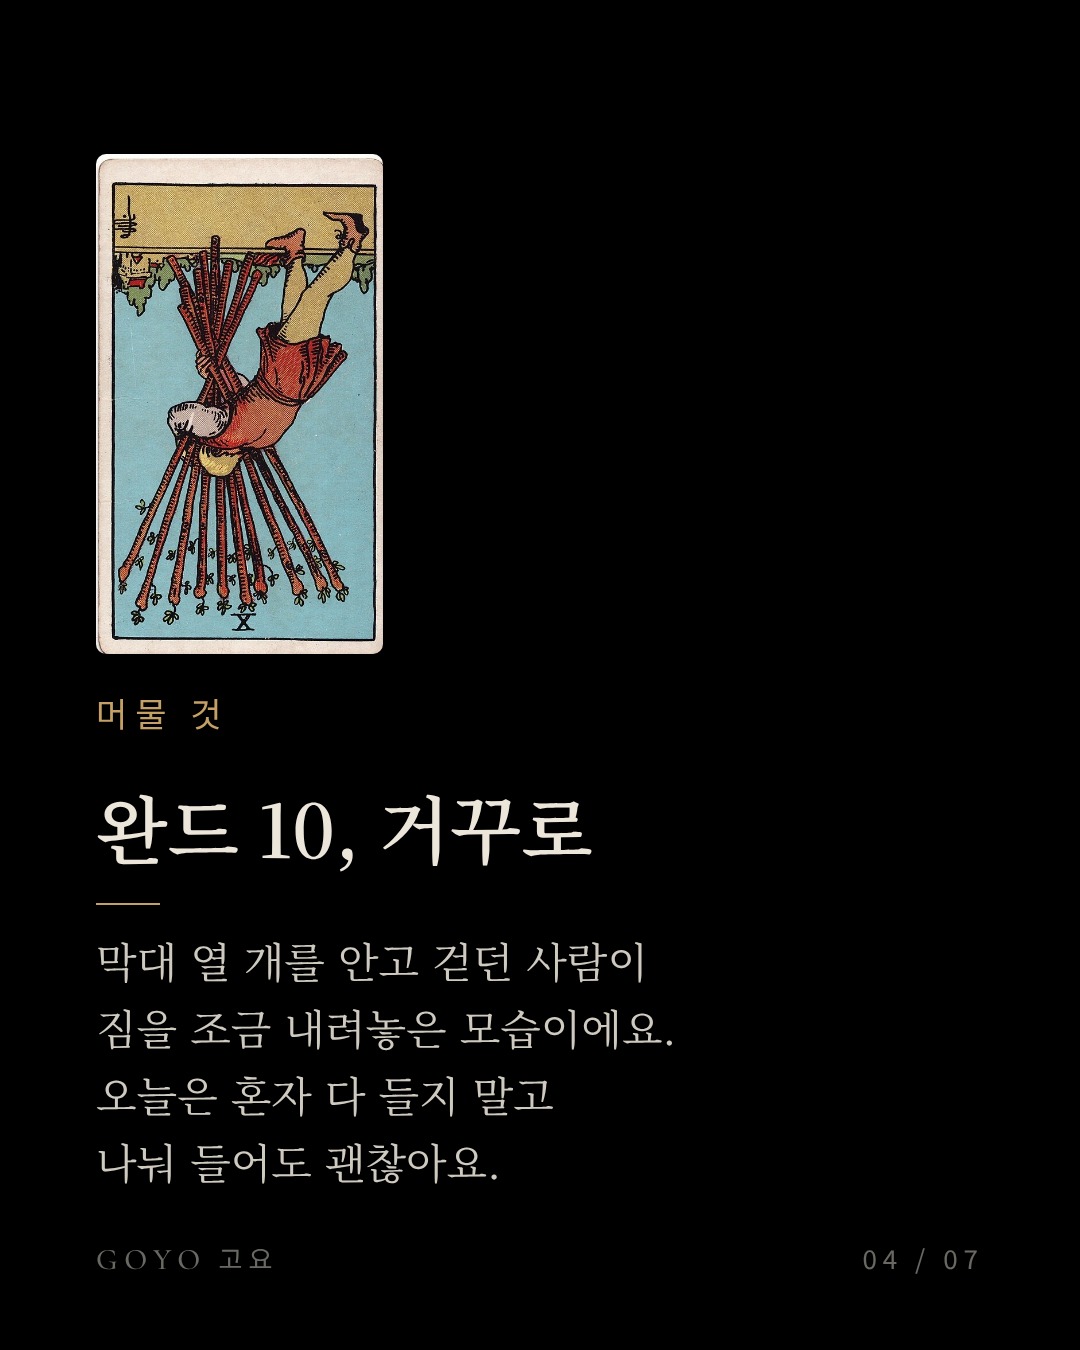 X
머물 것
완드 10, 거꾸로
막대 열 개를 안고 걷던 사람이
짐을 조금 내려놓은 모습이에요.
오늘은 혼자 다 들지 말고
나눠 들어도 괜찮아요.
GOYO 고요
04 / 07